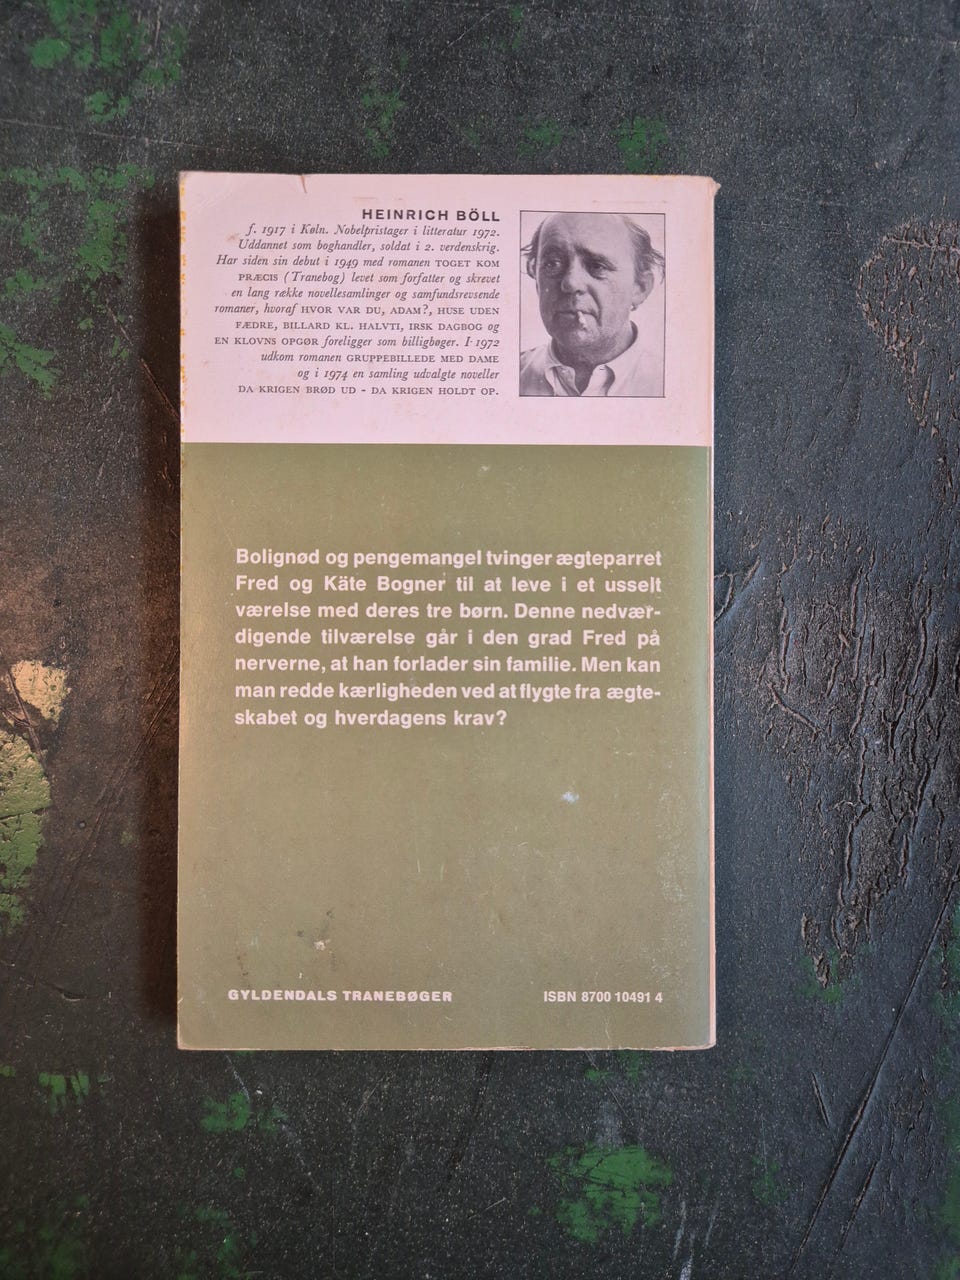 HEINRICH BÖLL
f. 1917 i Køln. Nobelpristager i litteratur 1972.
Uddannet som boghandler, soldat i 2. verdenskrig.
Har siden sin debut i 1949 med romanen TOGET KOM
PRÆCIS (Tranebog) levet som forfatter og skrevet
en lang række novellesamlinger og samfundsrevsende
romaner, hvoraf HVOR VAR DU, ADAM?, HUSE UDEN
FÆDRE, BILLARD KL. HALVTI, IRSK DAGBOG og
EN KLOVNS OPGØR foreligger som billigbøger. I 1972
udkom romanen GRUPPEBILLEDE MED DAME
og i 1974 en samling udvalgte noveller
DA KRIGEN BRØD UD - DA KRIGEN HOLDT OP.
Bolignød og pengemangel tvinger ægteparret
Fred og Käte Bogner til at leve i et usselt
værelse med deres tre børn. Denne nedvær-
digende tilværelse går i den grad Fred på
nerverne, at han forlader sin familie. Men kan
man redde kærligheden ved at flygte fra ægte-
skabet og hverdagens krav?
GYLDENDALS TRANEBØGER
ISBN 8700 10491 4